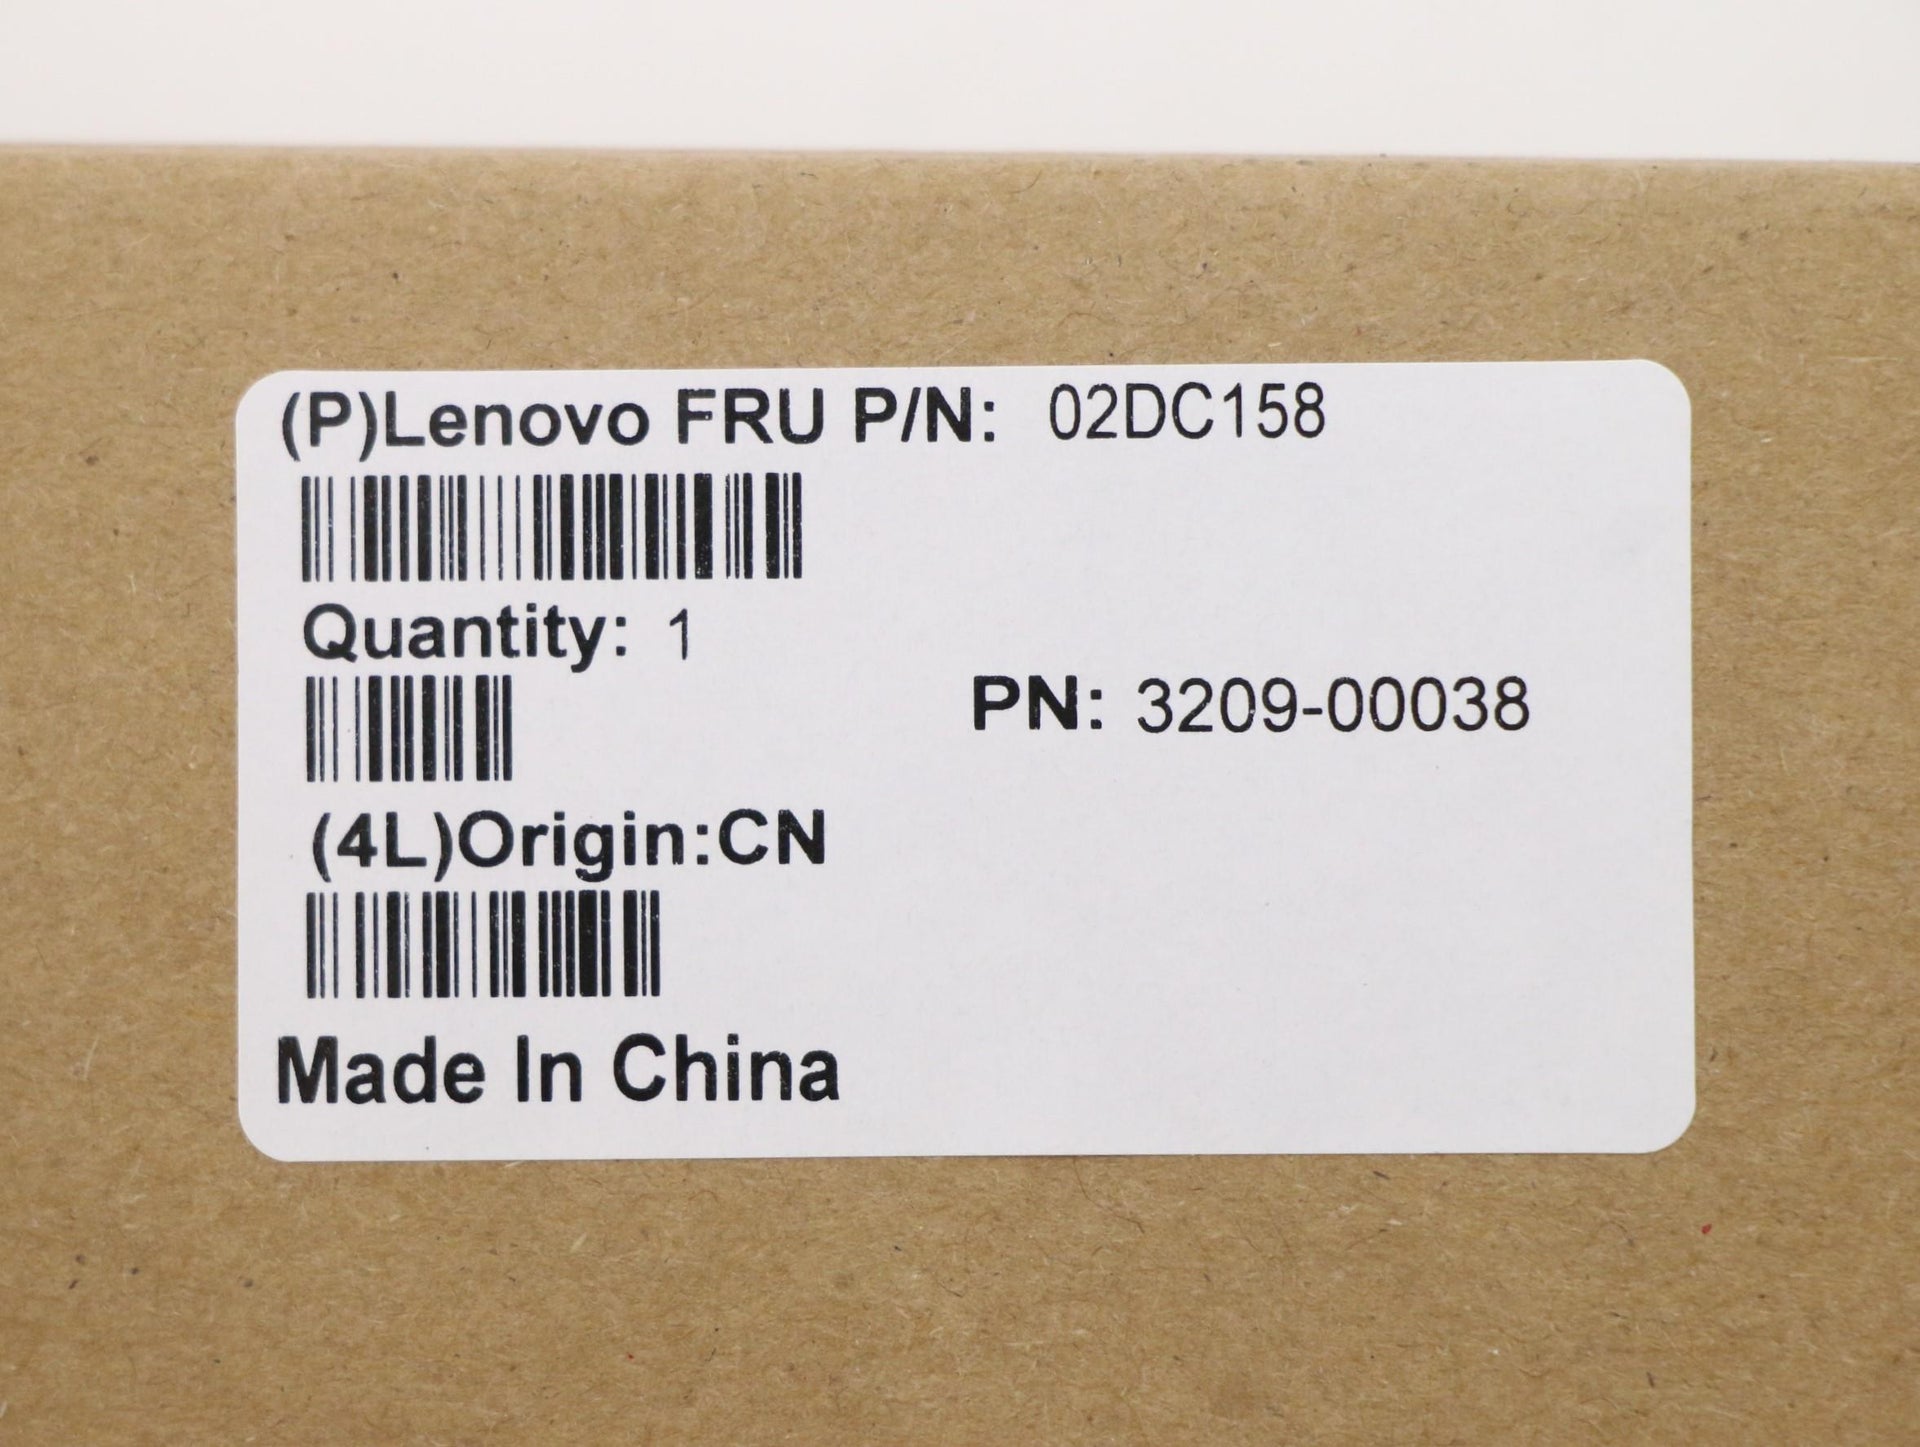 (P)Lenovo FRU P/N: 02DC158
Quantity: 1
PN: 3209-00038
(4L)Origin:CN
Made In China